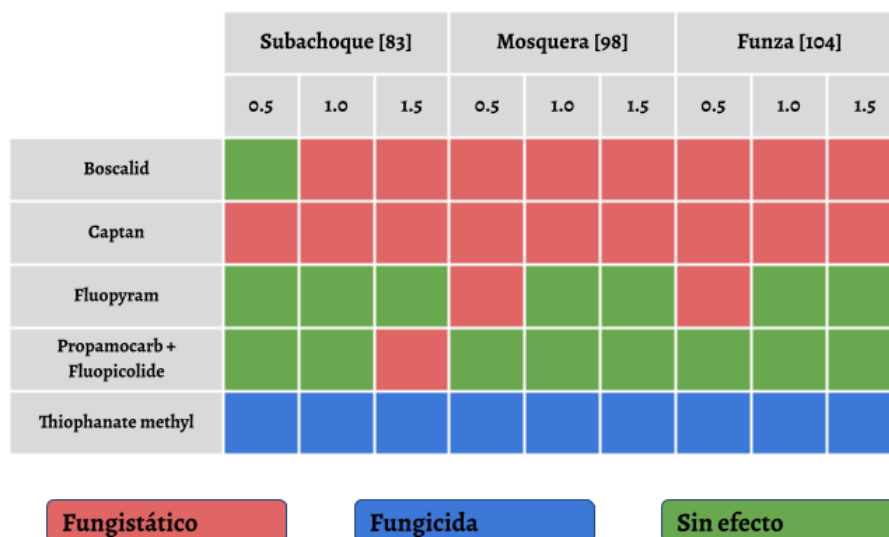 Subachoque [83] Mosquera [98] Funza [104]
0.5 1.0 1.5 0.5 1.0 1.5 0.5 1.0 1.5
Boscalid
Captan
Fluopyram
Propamocarb +
Fluopicolide
Thiophanate methyl
Fungistático Fungicida Sin efecto